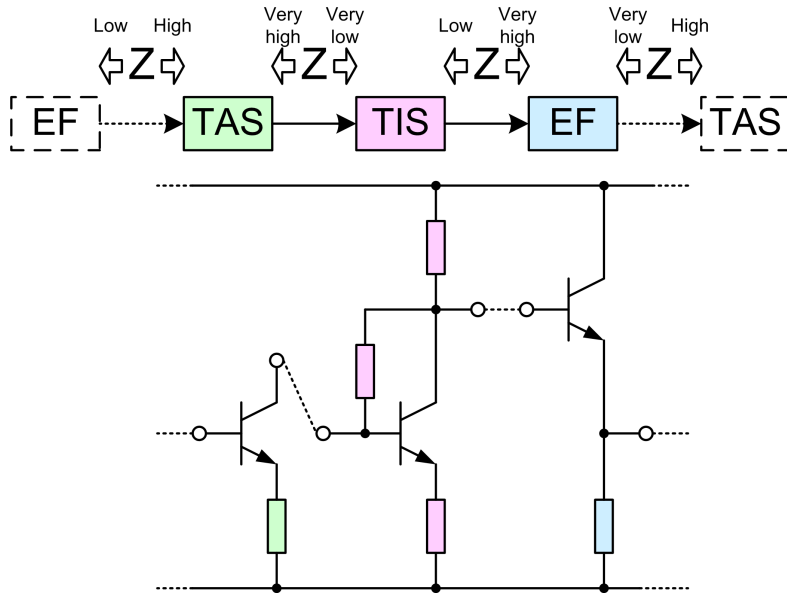 Low High
Very high
Very low
Low
Very high
Very low
High
Z Z Z Z
EF TAS TIS EF TAS